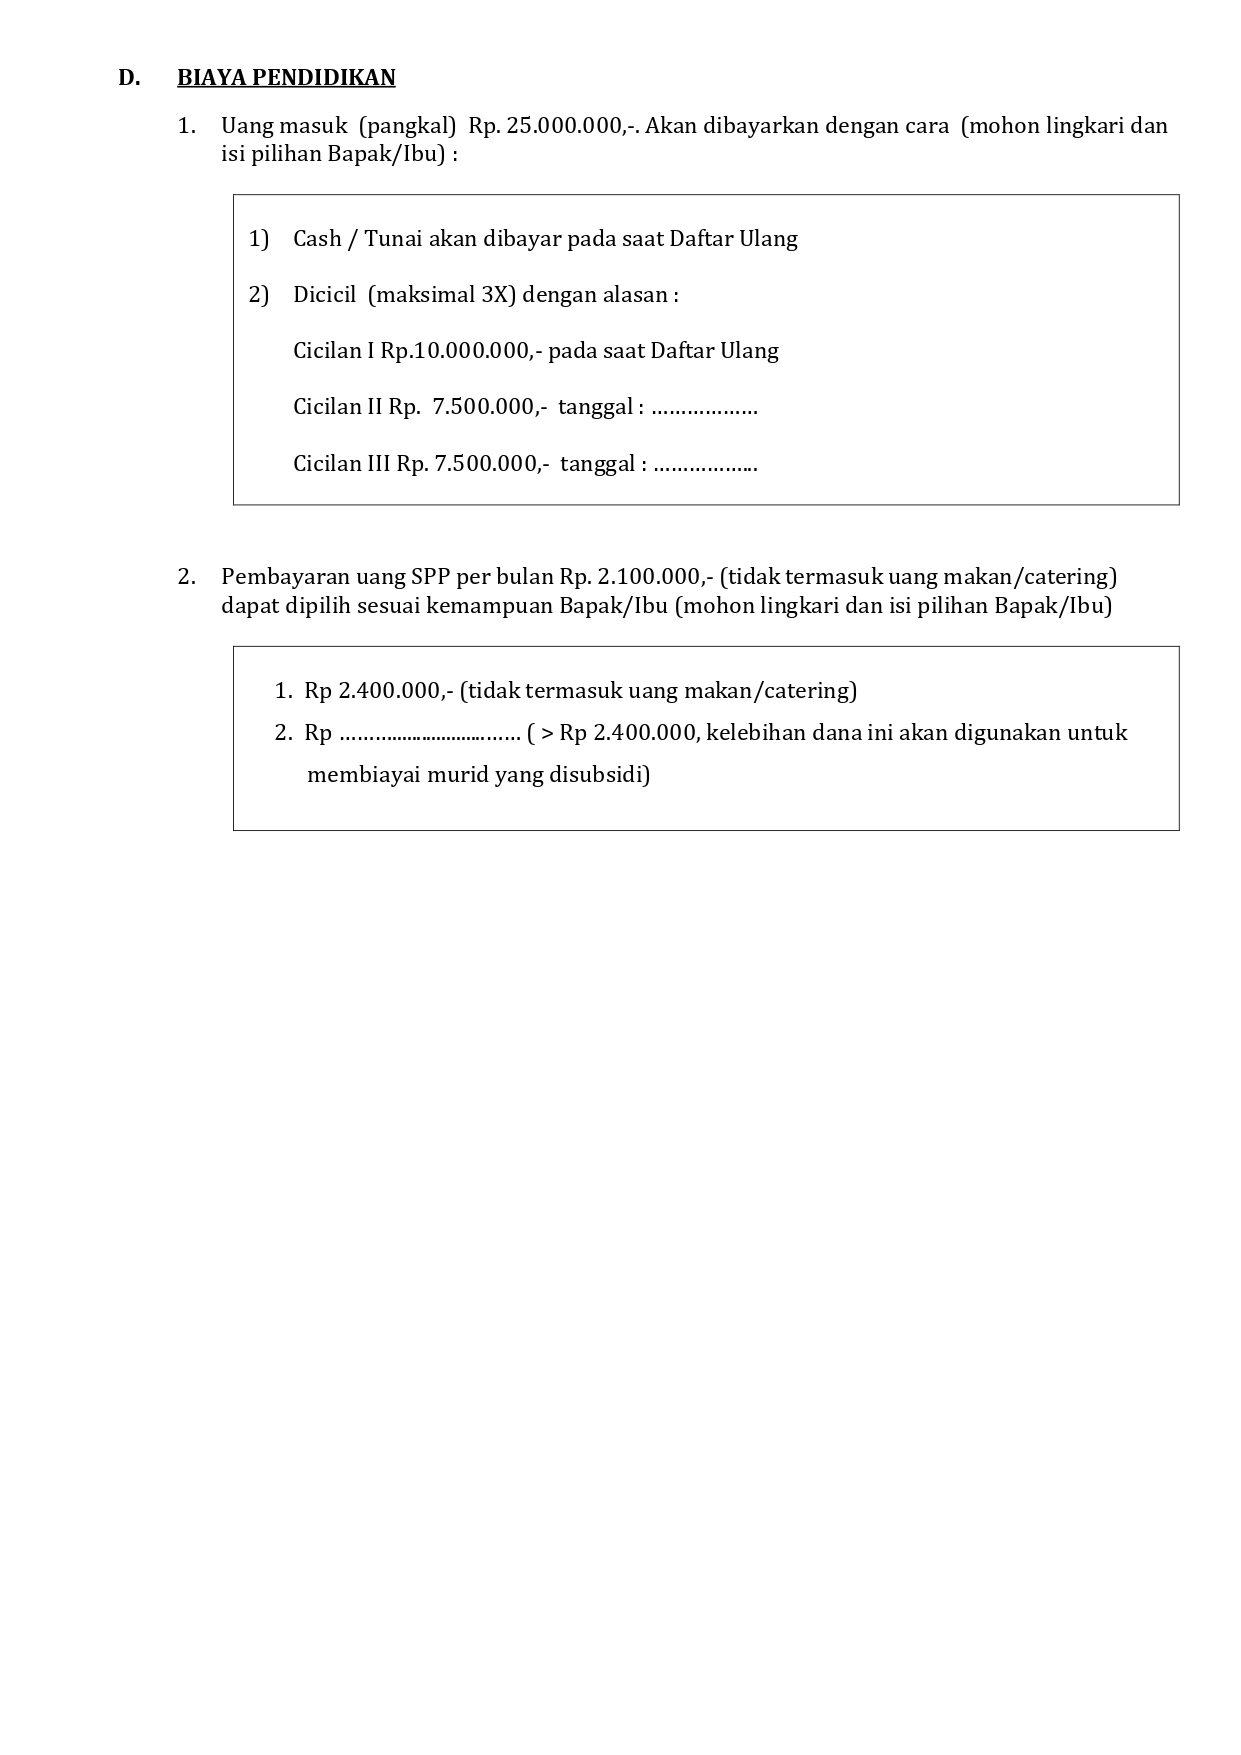 D. BIAYA PENDIDIKAN
1. Uang masuk (pangkal) Rp. 25.000.000,-. Akan dibayarkan dengan cara (mohon lingkari dan
isi pilihan Bapak/Ibu) :
1) Cash / Tunai akan dibayar pada saat Daftar Ulang
2) Dicicil (maksimal 3X) dengan alasan :
Cicilan I Rp.10.000.000,- pada saat Daftar Ulang
Cicilan II Rp. 7.500.000,- tanggal : ………………
Cicilan III Rp. 7.500.000,- tanggal : ……………..
2. Pembayaran uang SPP per bulan Rp. 2.100.000,- (tidak termasuk uang makan/catering)
dapat dipilih sesuai kemampuan Bapak/Ibu (mohon lingkari dan isi pilihan Bapak/Ibu)
1. Rp 2.400.000,- (tidak termasuk uang makan/catering)
2. Rp ………........................…… ( > Rp 2.400.000, kelebihan dana ini akan digunakan untuk
membiayai murid yang disubsidi)